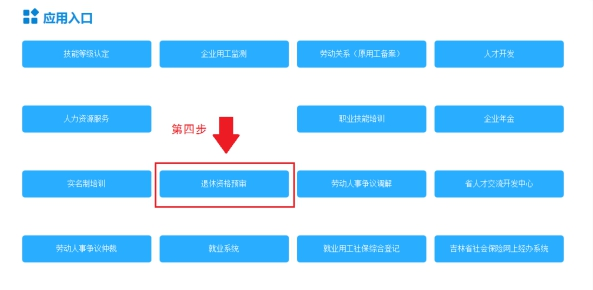 应用入口
技能等级认定
企业用工监测
劳动关系（原用工备案）
人才开发
人力资源服务
第四步
职业技能培训
企业年金
实名制培训
退休资格预审
劳动人事争议调解
省人才交流开发中心
劳动人事争议仲裁
就业系统
就业用工社保综合登记
吉林省社会保险网上经办系统